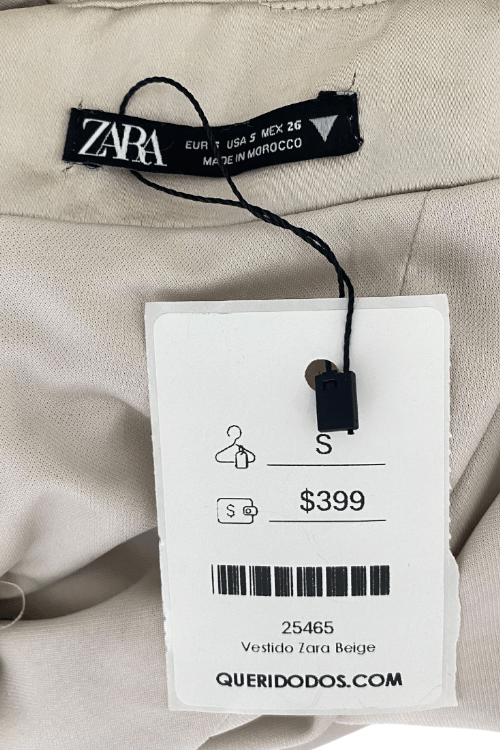 ZARA
EUR S USA S MEX 26
MADE IN MOROCCO
S
$
$399
25465
Vestido Zara Beige
QUERIDODOS.COM